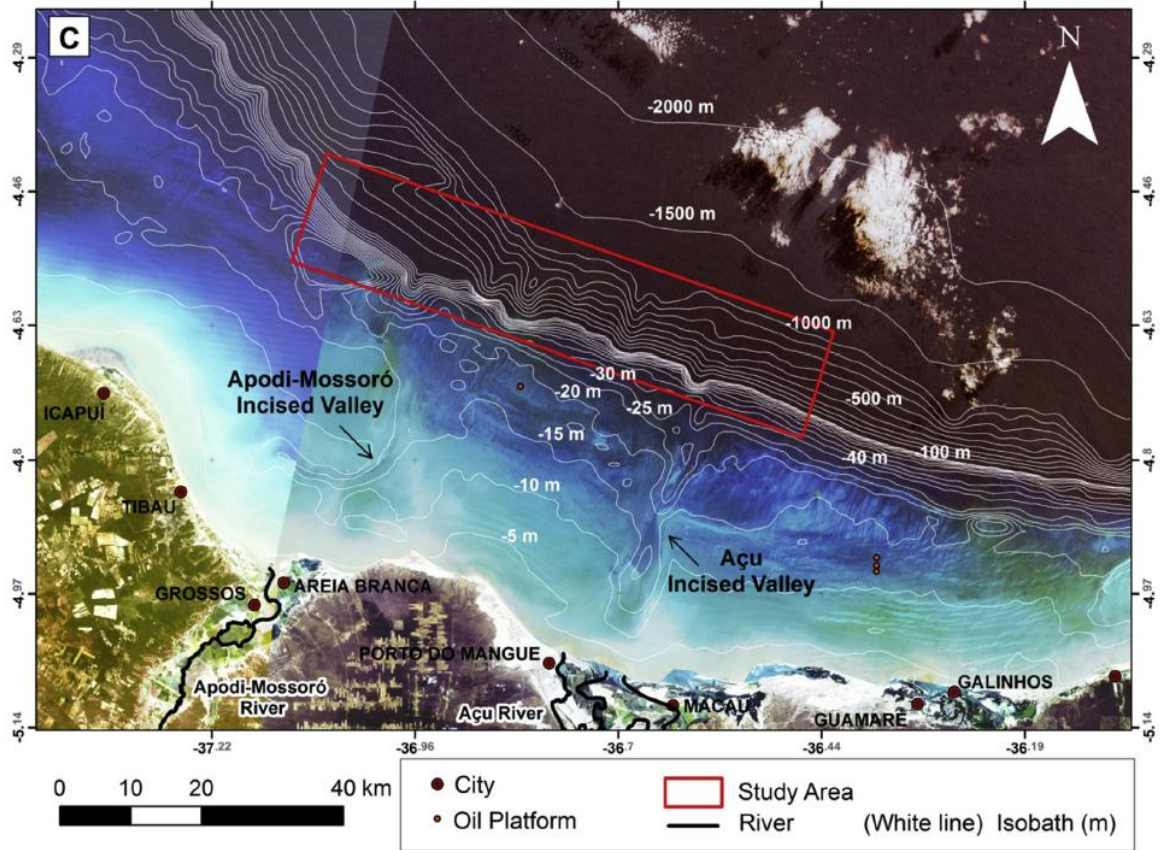 C
N
-4.29
-4.29
-2000
-2000 m
-4.46
-4.46
-1500
-1500 m
-4.63
-4.63
-1000 m
Apodi-Mossoró
Incised Valley
-30 m
-20 m
-25 m
-500 m
ICAPUÍ
-15 m
-100 m
-4.8
-4.8
-40 m
TIBAU
-10 m
-5 m
Açu
Incised Valley
GROSSOS
AREIA BRANCA
-4.97
-4.97
PORTO DO MANGUE
Apodi-Mossoró
River
Açu River
MACAU
GALINHOS
GUAMARÉ
-5.14
-5.14
-37.22
-36.96
-36.7
-36.44
-36.19
0 10 20 40 km
City
Oil Platform
Study Area
River
(White line) Isobath (m)